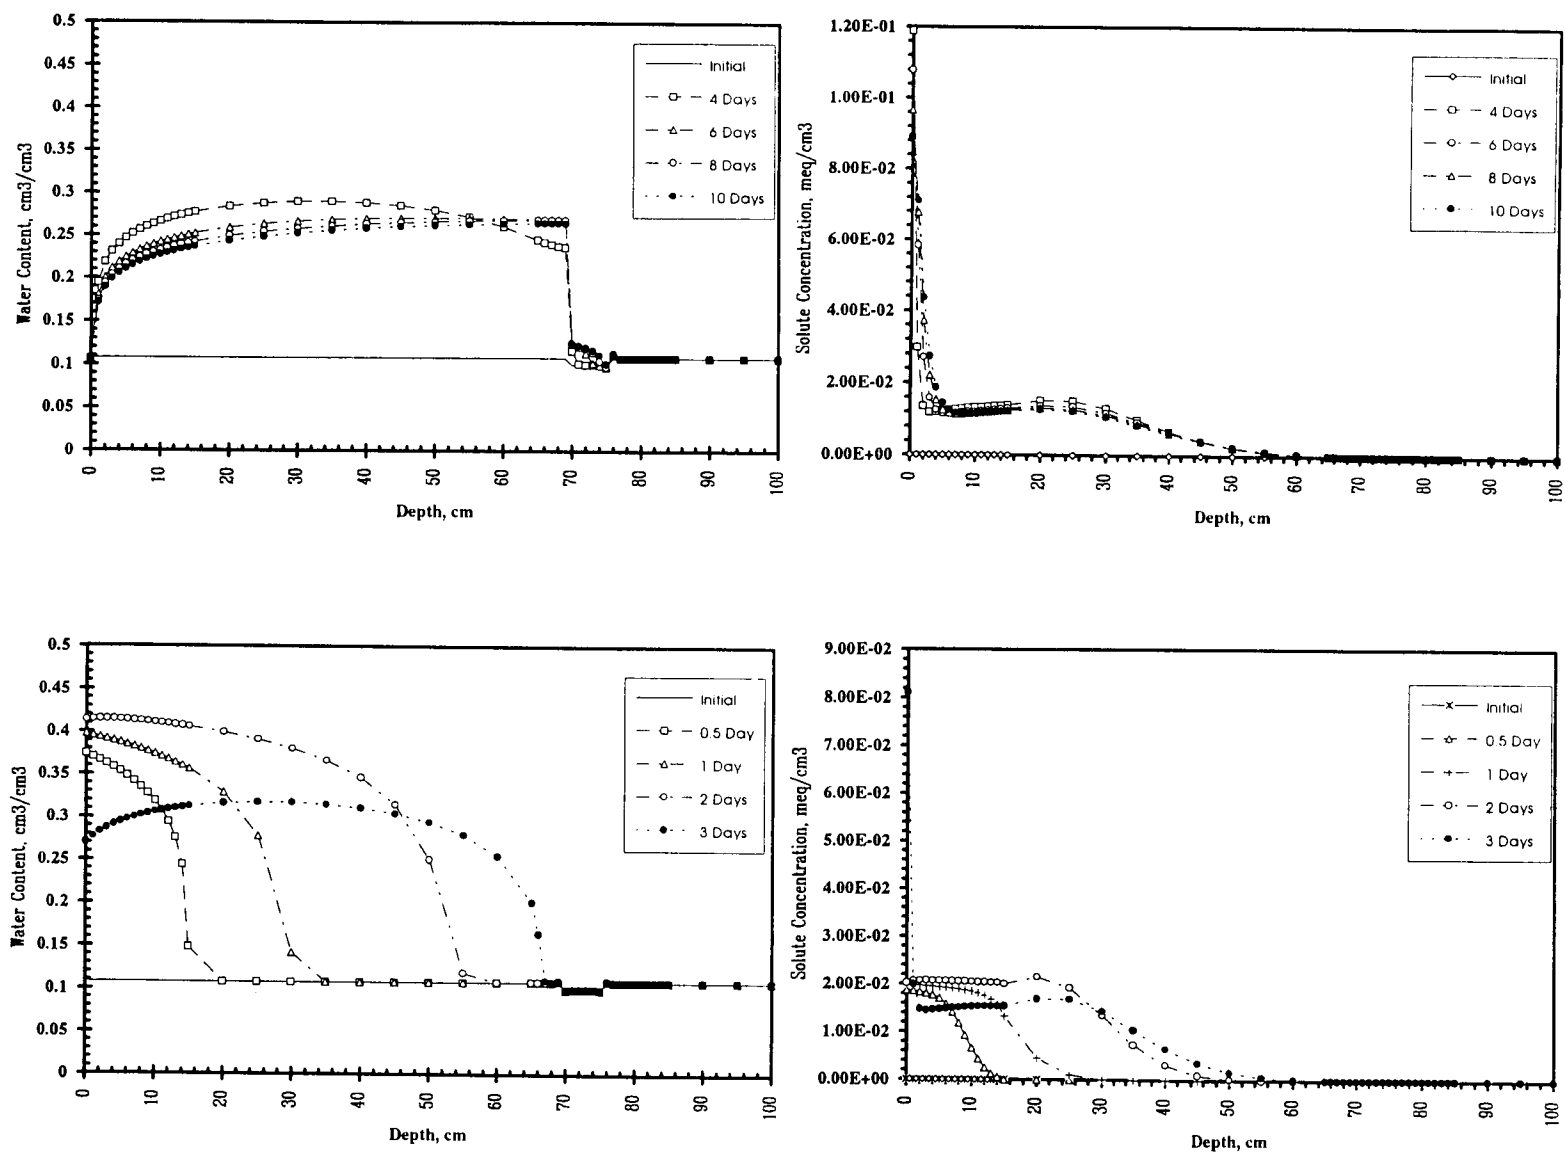 0.5
0.45
0.4
0.35
0.3
0.25
0.2
0.15
0.1
0.05
0
Water Content, cm3/cm3
0 10 20 30 40 50 60 70 80 90 100
Depth, cm
Initial
4 Days
6 Days
8 Days
10 Days
1.20E-01
1.00E-01
8.00E-02
6.00E-02
4.00E-02
2.00E-02
0.00E+00
Solute Concentration, meq/cm3
0 10 20 30 40 50 60 70 80 90 100
Depth, cm
Initial
4 Days
6 Days
8 Days
10 Days
0.5
0.45
0.4
0.35
0.3
0.25
0.2
0.15
0.1
0.05
0
Water Content, cm3/cm3
0 10 20 30 40 50 60 70 80 90 100
Depth, cm
Initial
0.5 Day
1 Day
2 Days
3 Days
9.00E-02
8.00E-02
7.00E-02
6.00E-02
5.00E-02
4.00E-02
3.00E-02
2.00E-02
1.00E-02
0.00E+00
Solute Concentration, meq/cm3
0 10 20 30 40 50 60 70 80 90 100
Depth, cm
Initial
0.5 Day
1 Day
2 Days
3 Days